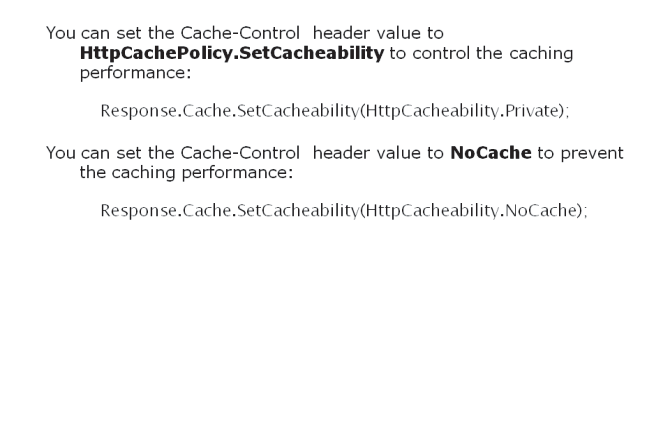 You can set the Cache-Control  header value to
HttpCachePolicy.SetCacheability to control the caching
performance:
Response.Cache.SetCacheability(HttpCacheability.Private);
You can set the Cache-Control  header value to NoCache to prevent
the caching performance:
Response.Cache.SetCacheability(HttpCacheability.NoCache);